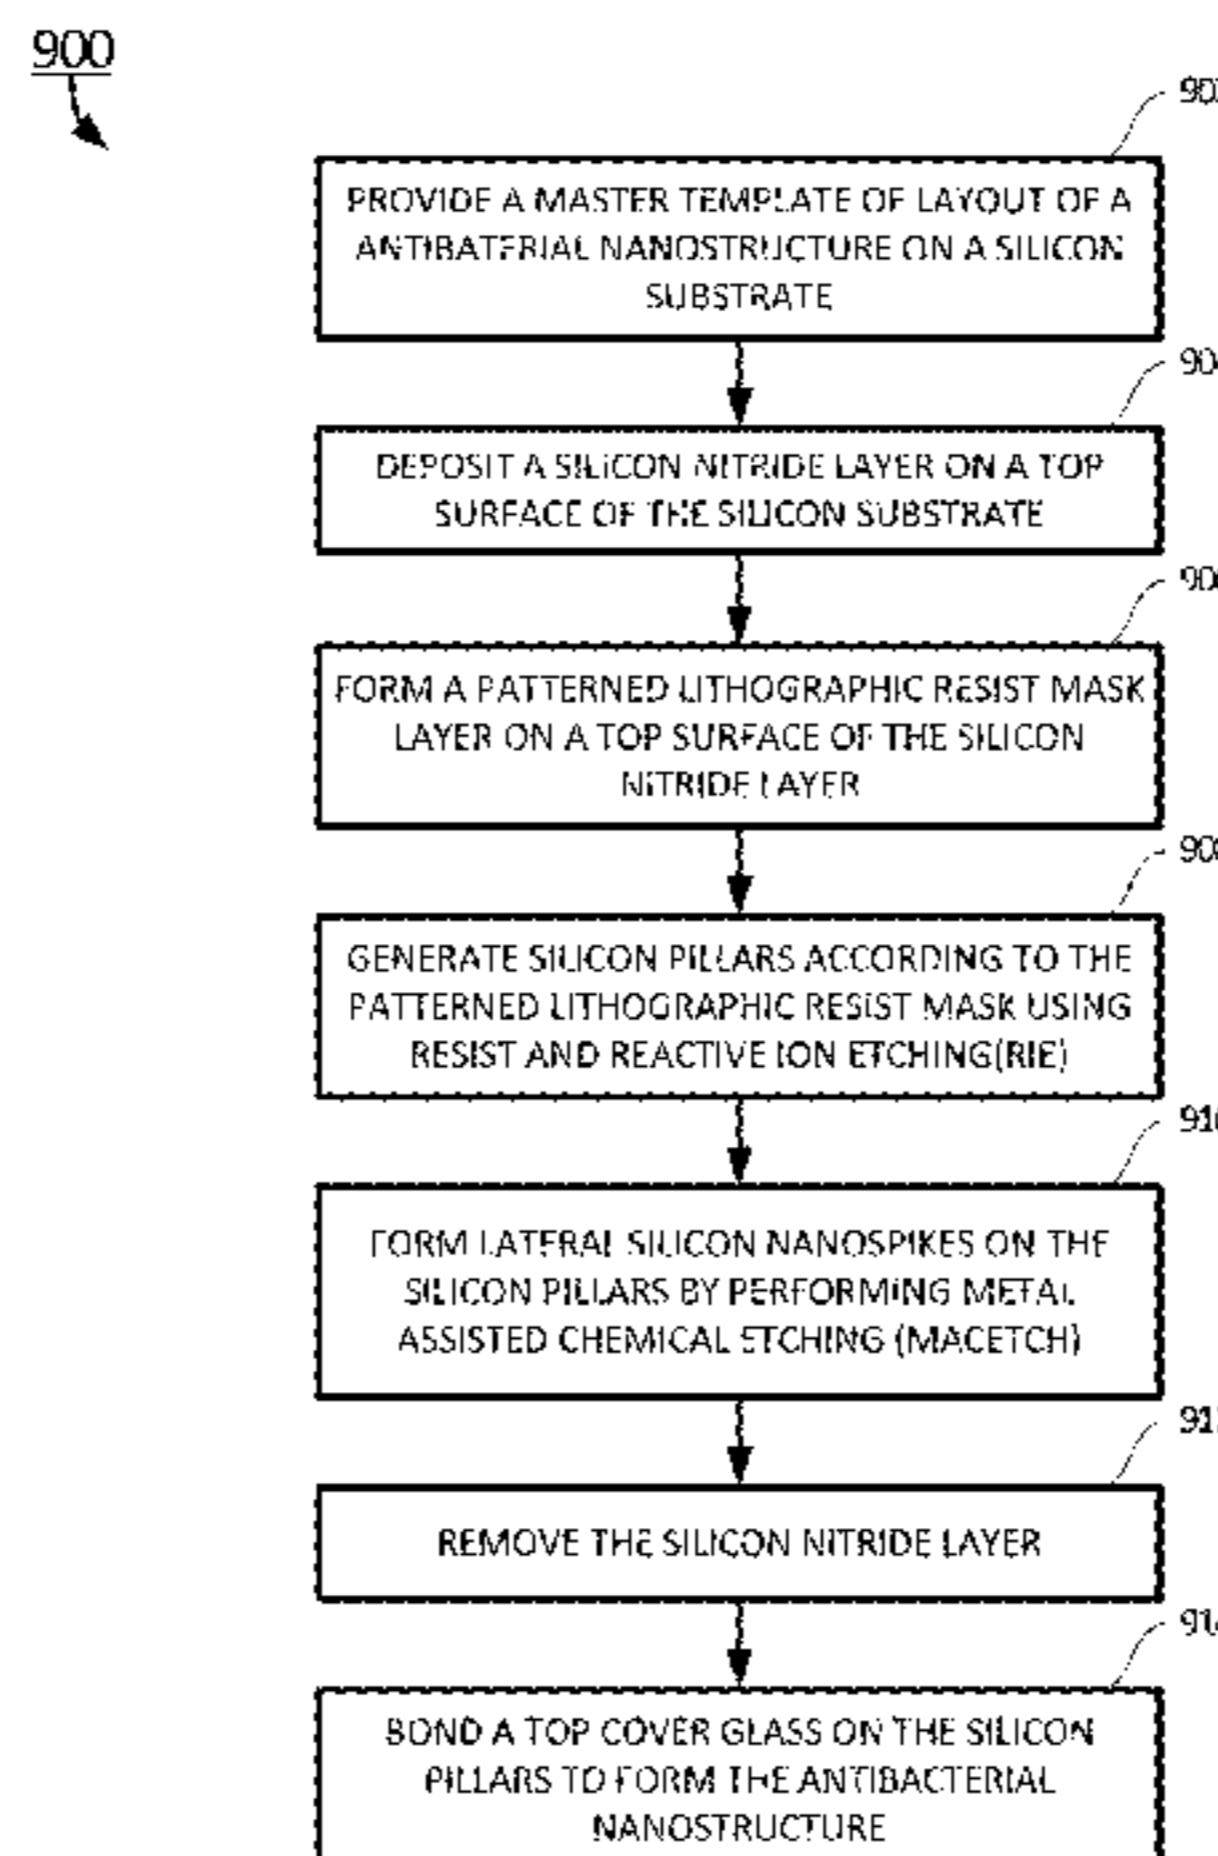 900
PROVIDE A MASTER TEMPLATE OF LAYOUT OF A
ANTIBATERIAL NANOSTRUCTURE ON A SILICON
SUBSTRATE
DEPOSIT A SILICON NITRIDE LAYER ON A TOP
SURFACE OF THE SILICON SUBSTRATE
FORM A PATTERNED LITHOGRAPHIC RESIST MASK
LAYER ON A TOP SURFACE OF THE SILICON
NITRIDE LAYER
GENERATE SILICON PILLARS ACCORDING TO THE
PATTERNED LITHOGRAPHIC RESIST MASK USING
RESIST AND REACTIVE ION ETCHING(RIE)
FORM LATERAL SILICON NANOSPIKES ON THE
SILICON PILLARS BY PERFORMING METAL
ASSISTED CHEMICAL ETCHING (MACETCH)
REMOVE THE SILICON NITRIDE LAYER
BOND A TOP COVER GLASS ON THE SILICON
PILLARS TO FORM THE ANTIBACTERIAL
NANOSTRUCTURE